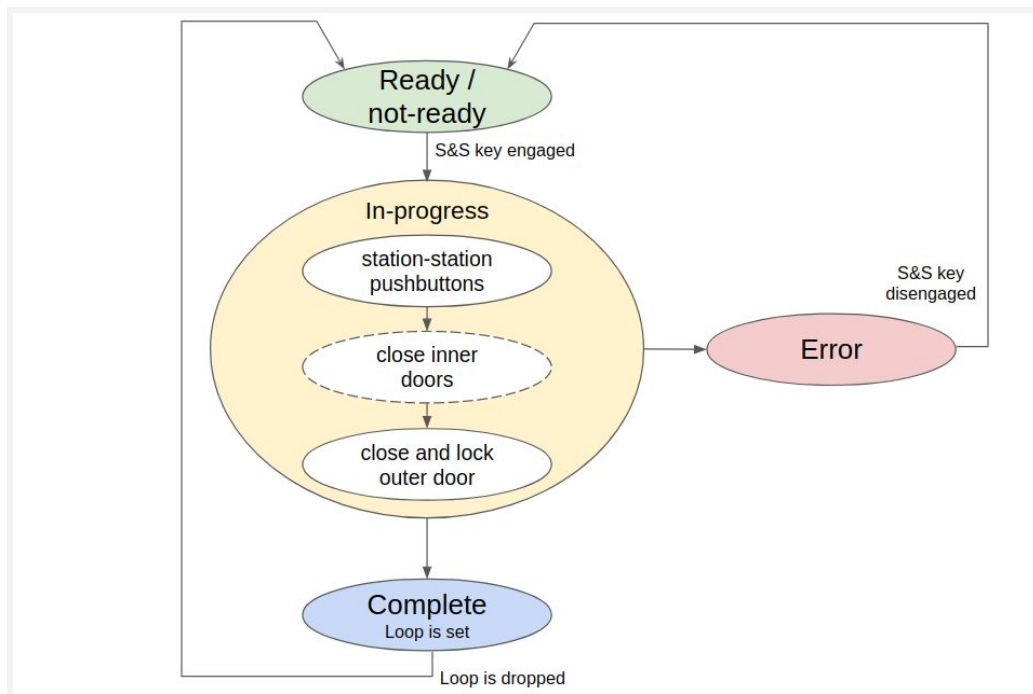 Ready /
not-ready
S&S key engaged
In-progress
station-station
pushbuttons
close inner
doors
close and lock
outer door
S&S key
disengaged
Error
Complete
Loop is set
Loop is dropped